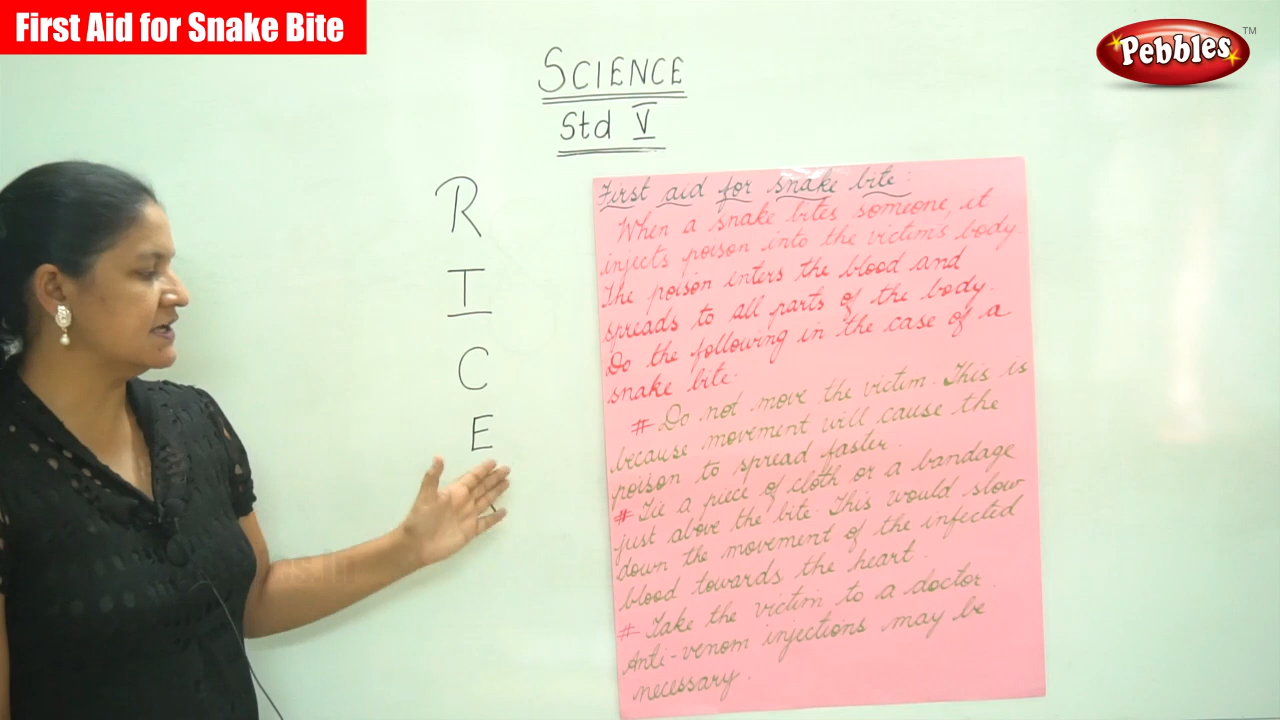 First Aid for Snake Bite
Pebbles TM
SCIENCE
Std V
R
I
C
E
First aid for snake bite:
When a snake bites someone, it
injects poison into the victim's body
The poison enters the blood and
spreads to all parts of the body.
Do the following in the case of a
snake bite.
# Do not move the victim. This is
because movement will cause the
poison to spread faster.
# Tie a piece of cloth or a bandage
just above the bite. This would slow
down the movement of the infected
blood towards the heart.
# Take the victim to a doctor.
Anti-venom injections may be
necessary.